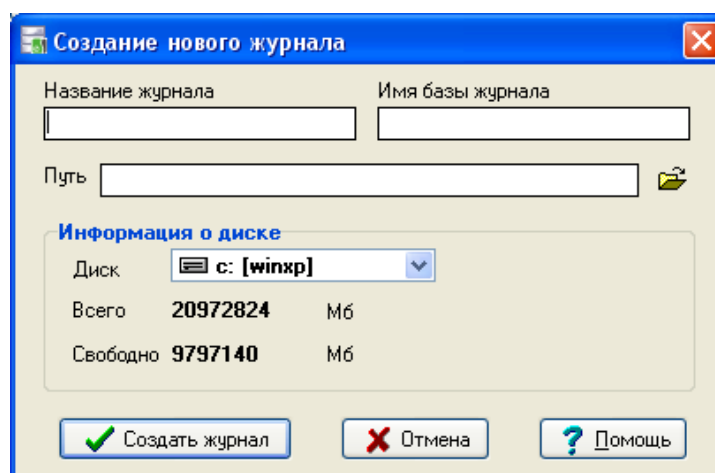 Создание нового журнала
Название журнала Имя базы журнала
Путь
Информация о диске
Диск c: [winxp]
Всего 20972824 Мб
Свободно 9797140 Мб
Создать журнал Отмена ? Помощь